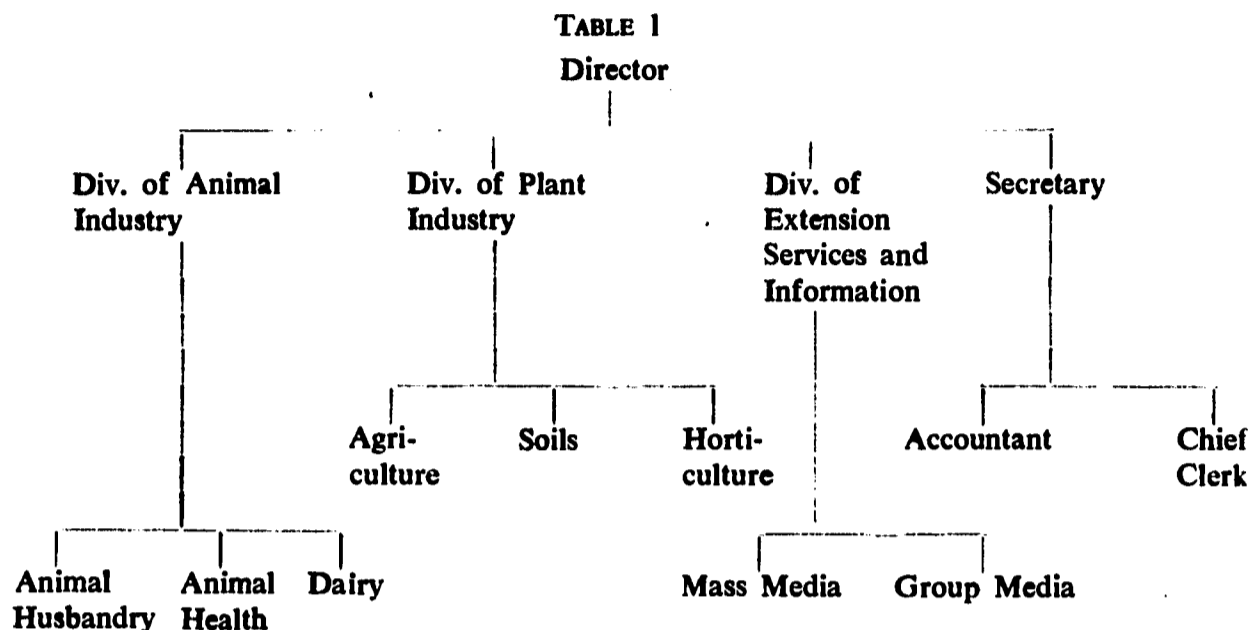 TABLE 1
Director
Div. of Animal
Industry
Div. of Plant
Industry
Div. of
Extension
Services and
Information
Secretary
Agri-
culture
Soils
Horti-
culture
Accountant
Chief
Clerk
Animal
Husbandry
Animal
Health
Dairy
Mass Media
Group Media